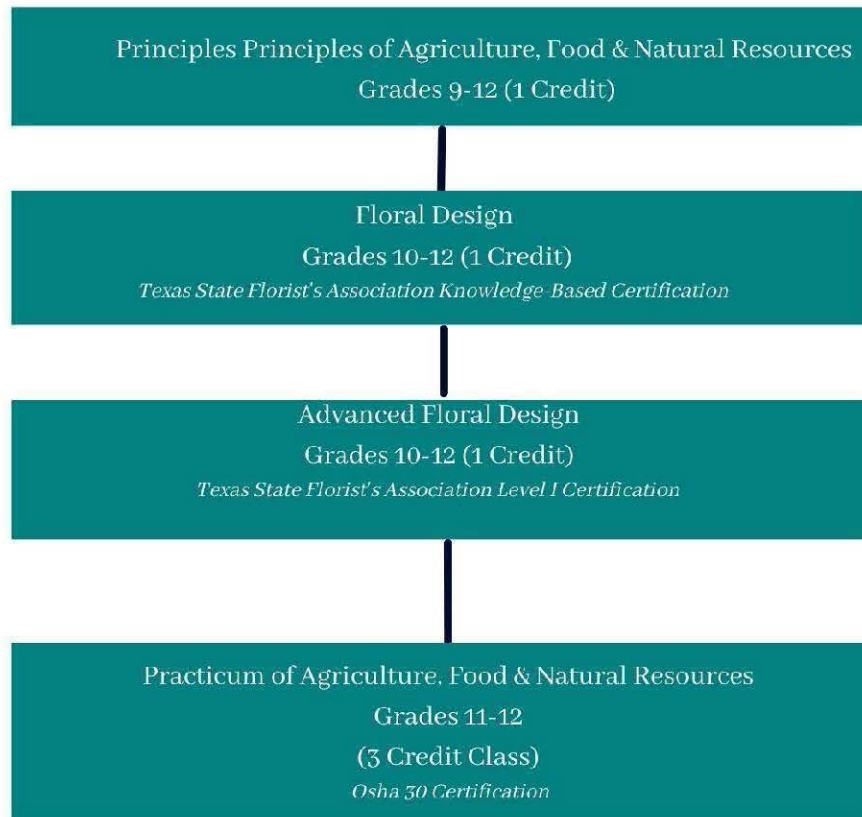 Principles Principles of Agriculture, Food & Natural Resources
Grades 9-12 (1 Credit)
Floral Design
Grades 10-12 (1 Credit)
Texas State Florist's Association Knowledge-Based Certification
Advanced Floral Design
Grades 10-12 (1 Credit)
Texas State Florist's Association Level I Certification
Practicum of Agriculture, Food & Natural Resources
Grades 11-12
(3 Credit Class)
Osha 30 Certification